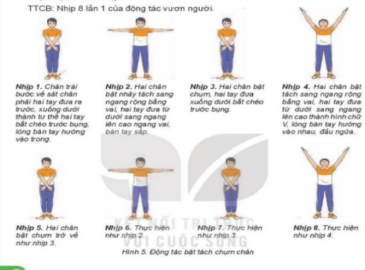 TTCB: Nhịp 8 lần 1 của động tác vươn người.
Nhịp 1. Chân trái
bước về sát chân
phải hai tay đưa ra
trước, xuống dưới
thành tư thế hai tay
bắt chéo trước bụng,
lòng bàn tay hướng
vào trong.
Nhịp 2. Hai chân bật
nhảy tách sang
ngang rộng bằng
vai, hai tay đưa từ
dưới sang ngang
lên cao ngang vai,
bàn tay sấp.
Nhịp 3. Hai chân bật
chụm, hai tay đưa
xuống dưới bắt chéo
trước bụng.
Nhịp 4. Hai chân bật
tách sang ngang rộng
bằng vai, hai tay đưa
từ dưới sang ngang
lên cao thành hình chữ
V, lòng bàn tay hướng
vào nhau, đầu ngửa.
Nhịp 5. Hai chân
bật chụm trở về
như nhịp 3.
Nhịp 6. Thực hiện
như nhịp 2.
Nhịp 7. Thực hiện
như nhịp 3.
Nhịp 8. Thực hiện
như nhịp 4.
KẾT NỐI TRI THỨC
VỚI CUỘC SỐNG
Hình 5. Động tác bật tách chụm chân